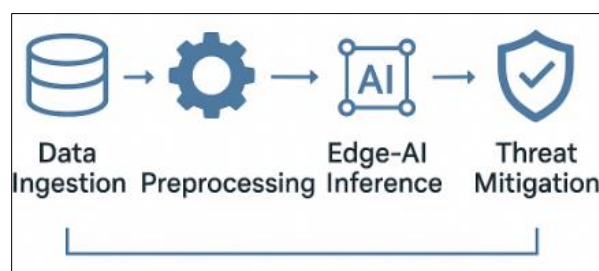 AI
Data
Ingestion
Preprocessing
Edge-AI
Inference
Threat
Mitigation